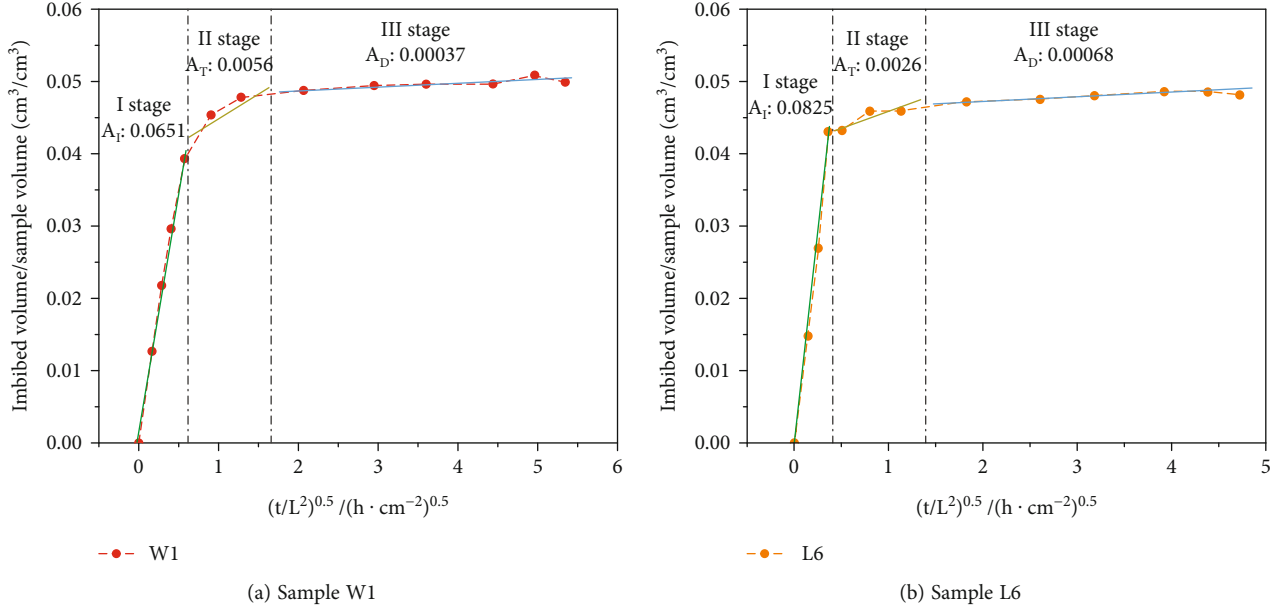 0.06
0.05
0.04
0.03
0.02
0.01
0.00
Imbibed volume/sample volume (cm³/cm³)
I stage
A_I: 0.0651
II stage
A_T: 0.0056
III stage
A_D: 0.00037
0 1 2 3 4 5 6
(t/L²)^0.5 /(h · cm⁻²)^0.5
W1
(a) Sample W1
0.06
0.05
0.04
0.03
0.02
0.01
0.00
Imbibed volume/sample volume (cm³/cm³)
I stage
A_I: 0.0825
II stage
A_T: 0.0026
III stage
A_D: 0.00068
0 1 2 3 4 5
(t/L²)^0.5 /(h · cm⁻²)^0.5
L6
(b) Sample L6